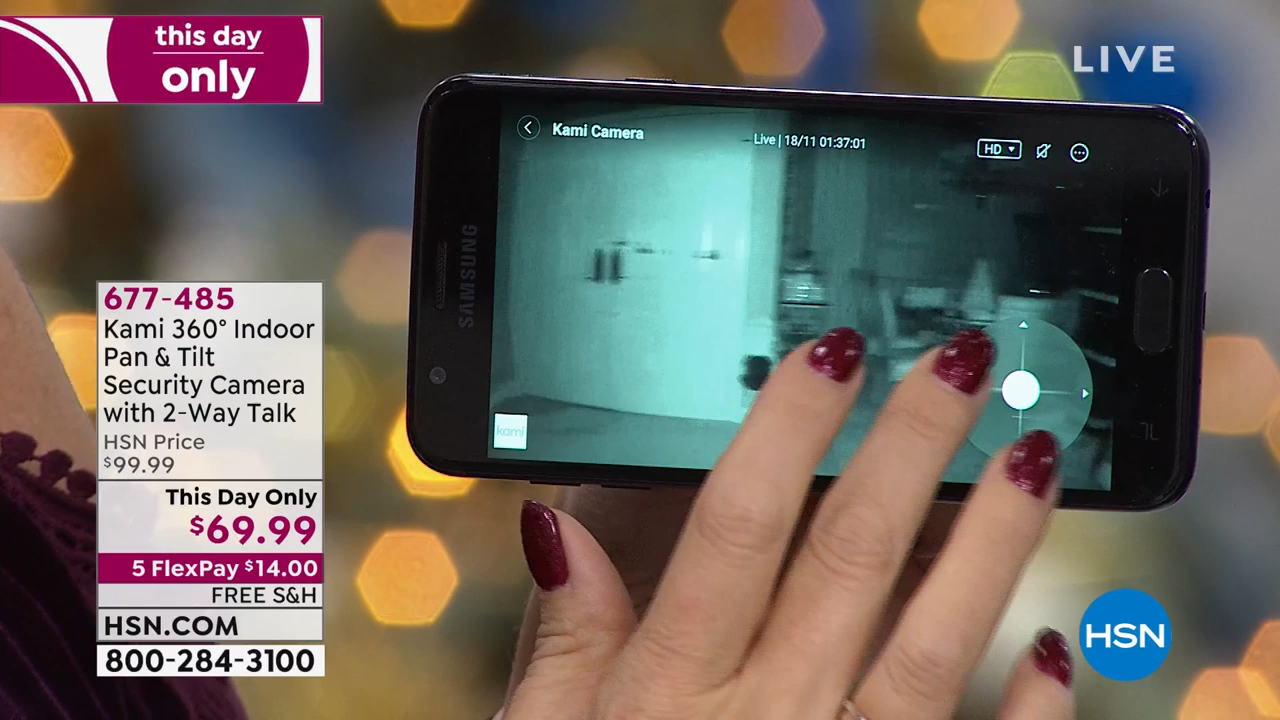 this day
only
LIVE
Kami Camera
Live | 18/11 01:37:01
HD
SAMSUNG
kami
677-485
Kami 360° Indoor
Pan & Tilt
Security Camera
with 2-Way Talk
HSN Price
$99.99
This Day Only
$69.99
5 FlexPay $14.00
FREE S&H
HSN.COM
800-284-3100
HSN